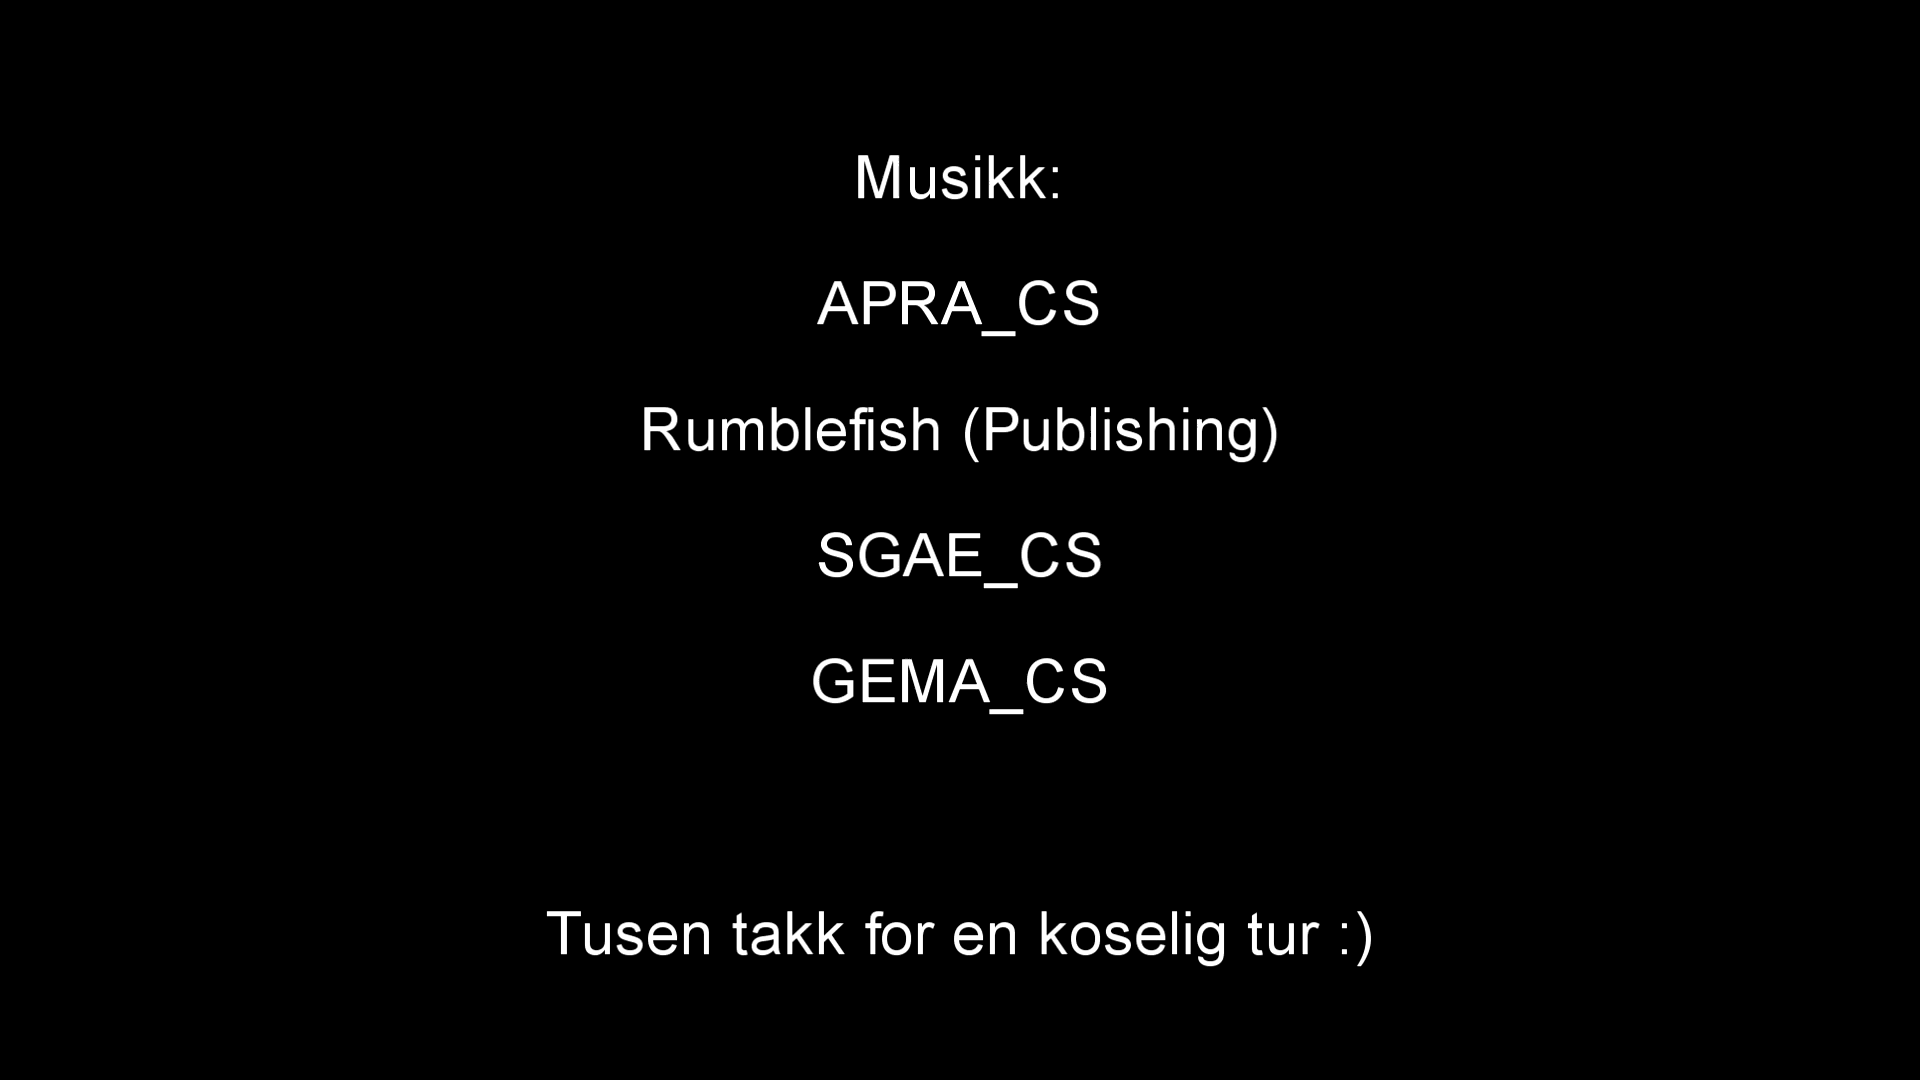 Musikk:
APRA_CS
Rumblefish (Publishing)
SGAE_CS
GEMA_CS
Tusen takk for en koselig tur :)